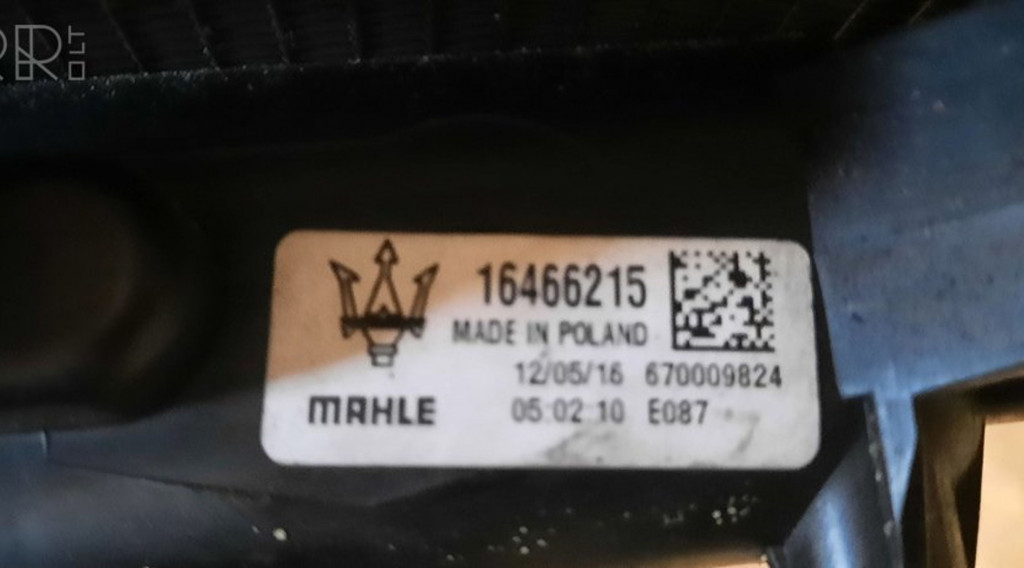 16466215
MADE IN POLAND
12/05/16 670009824
MAHLE
05:02:10 E087